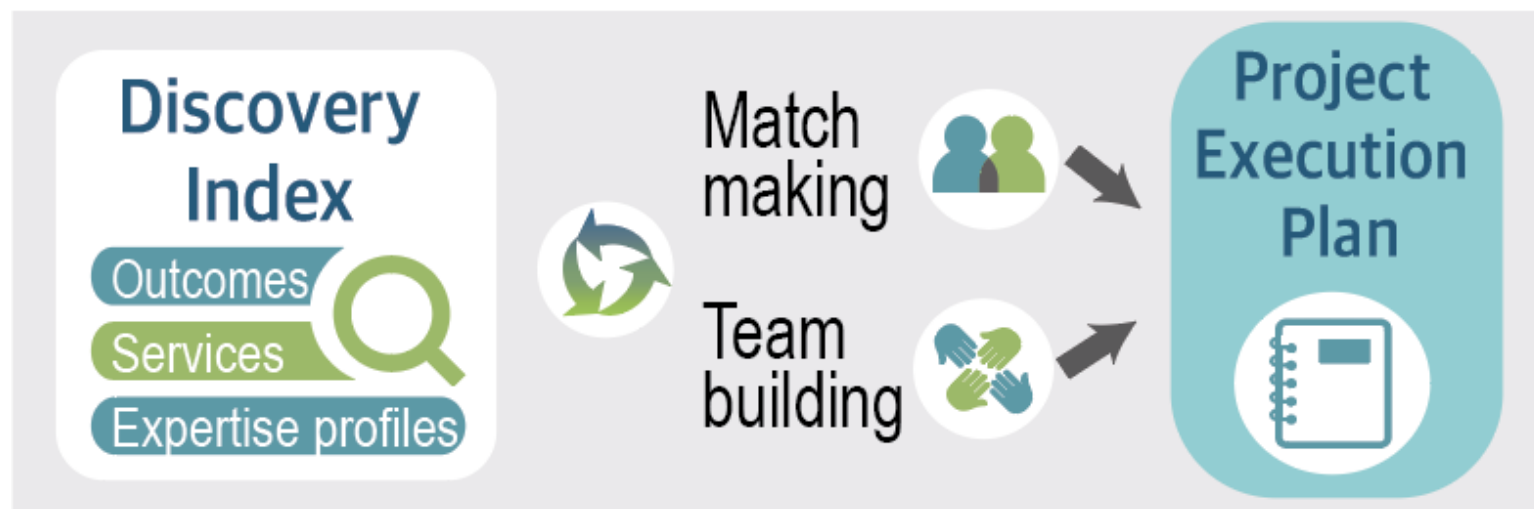 Discovery
Index
Outcomes
Services
Expertise profiles
Match
making
Team
building
Project
Execution
Plan